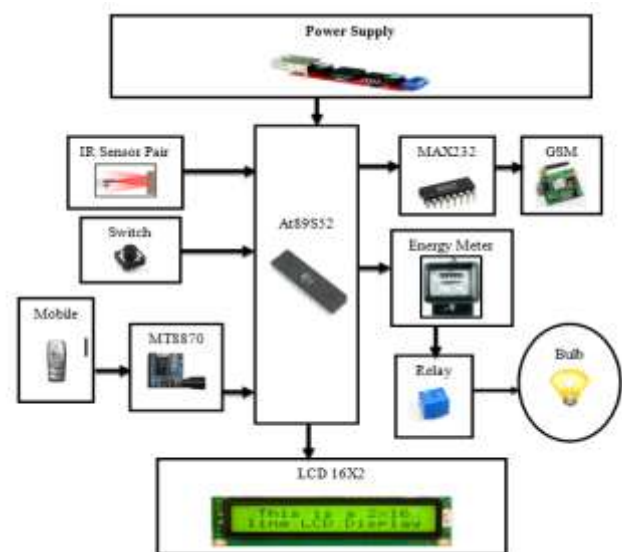 Power Supply
IR Sensor Pair
At89S52
MAX232
GSM
Switch
Energy Meter
Mobile
MT8870
Relay
Bulb
LCD 16X2
This is a 2×16
line LCD Display